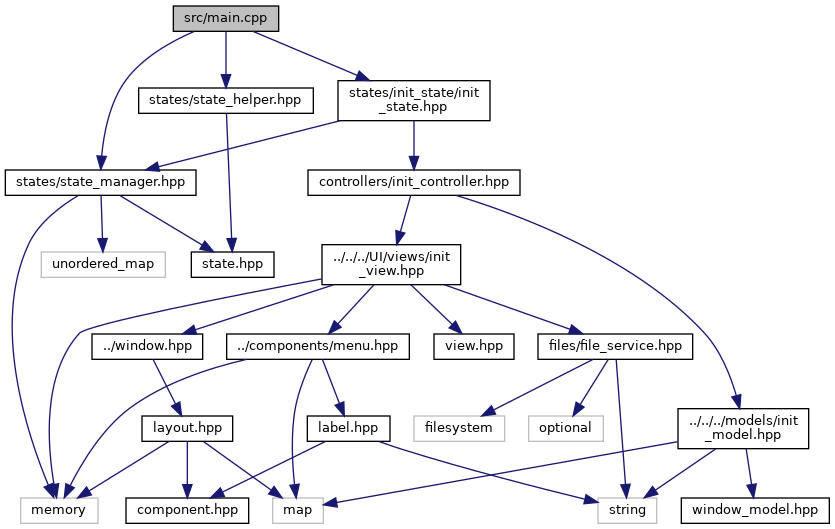 src/main.cpp
states/state_helper.hpp
states/init_state/init
_state.hpp
states/state_manager.hpp
controllers/init_controller.hpp
unordered_map
state.hpp
../../../UI/views/init
_view.hpp
../window.hpp
../components/menu.hpp
view.hpp
files/file_service.hpp
layout.hpp
label.hpp
filesystem
optional
../../../models/init
_model.hpp
memory
component.hpp
map
string
window_model.hpp